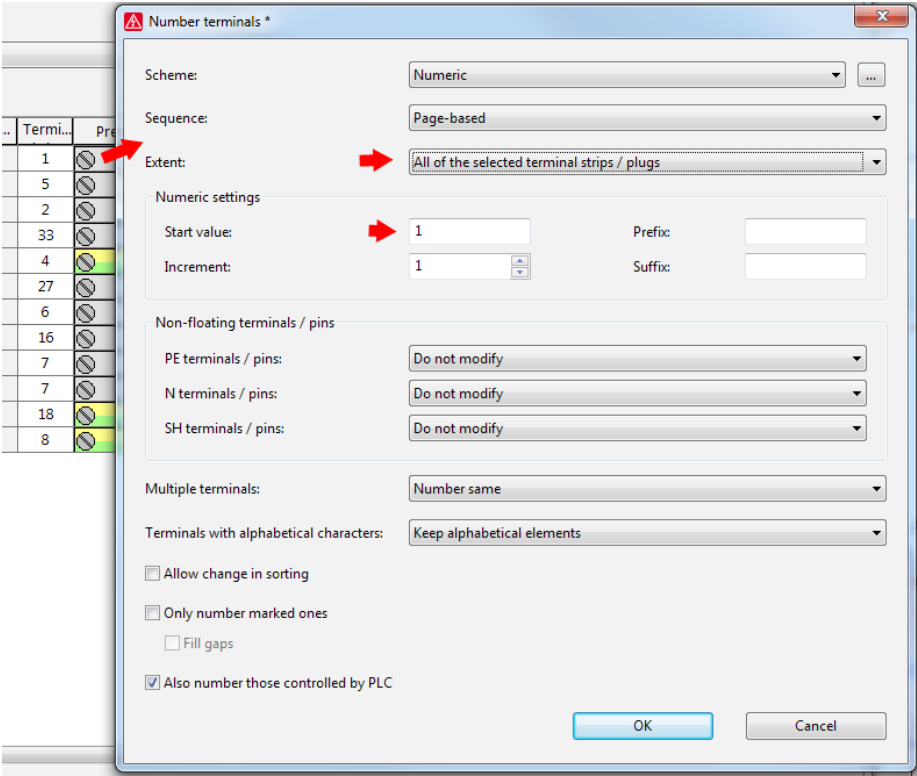 Number terminals *
Scheme: Numeric ...
Sequence: Page-based
Extent: All of the selected terminal strips / plugs
Numeric settings
Start value: 1 Prefix:
Increment: 1 Suffix:
Non-floating terminals / pins
PE terminals / pins: Do not modify
N terminals / pins: Do not modify
SH terminals / pins: Do not modify
Multiple terminals: Number same
Terminals with alphabetical characters: Keep alphabetical elements
Allow change in sorting
Only number marked ones
Fill gaps
Also number those controlled by PLC
OK Cancel
... Termi... Pre
1
5
2
33
4
27
6
16
7
7
18
8